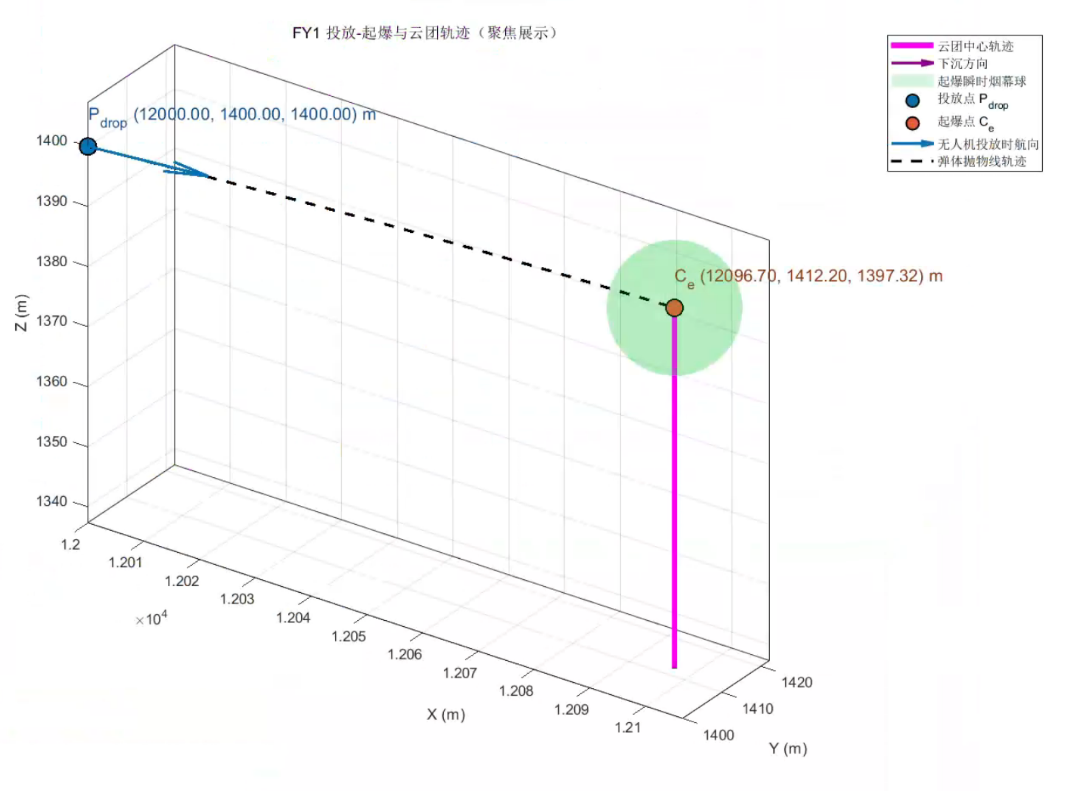 FY1 投放-起爆与云团轨迹（聚焦展示）
云团中心轨迹
下沉方向
起爆瞬时烟幕球
投放点 P_drop
起爆点 C_e
无人机投放时航向
弹体抛物线轨迹
P_drop (12000.00, 1400.00, 1400.00) m
C_e (12096.70, 1412.20, 1397.32) m
Z (m)
1400
1390
1380
1370
1360
1350
1340
1.2
1.201
1.202
1.203
1.204
1.205
1.206
1.207
1.208
1.209
1.21
×10^4
X (m)
1400
1410
1420
Y (m)